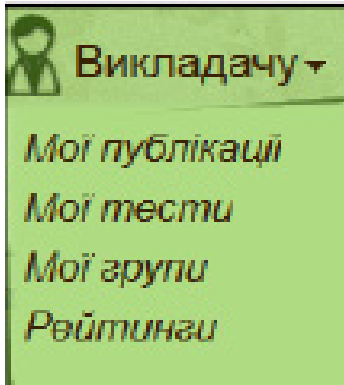 Викладачу
Мої публікації
Мої тести
Мої групи
Рейтинги